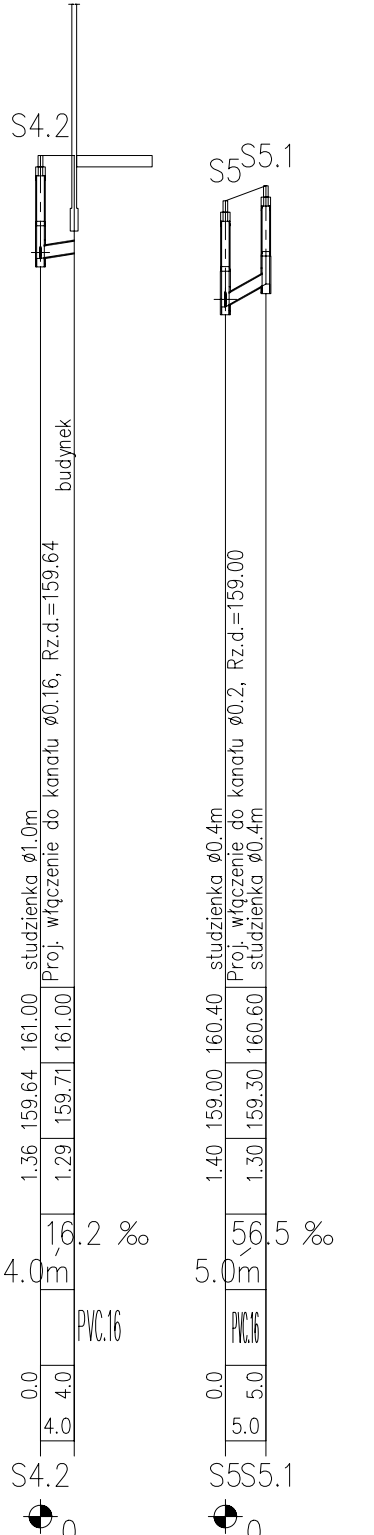 S4.2
S5
S5.1
budynek
studzienka ø1.0m
Proj. włączenie do kanału ø0.16, Rz.d.=159.64
studzienka ø0.4m
Proj. włączenie do kanału ø0.2, Rz.d.=159.00
studzienka ø0.4m
161.00
161.00
160.40
160.60
159.64
159.71
159.00
159.30
1.36
1.29
1.40
1.30
16.2 ‰
4.0m
56.5 ‰
5.0m
PVC.16
PVC.16
0.0
4.0
0.0
5.0
4.0
5.0
S4.2
S5
S5.1